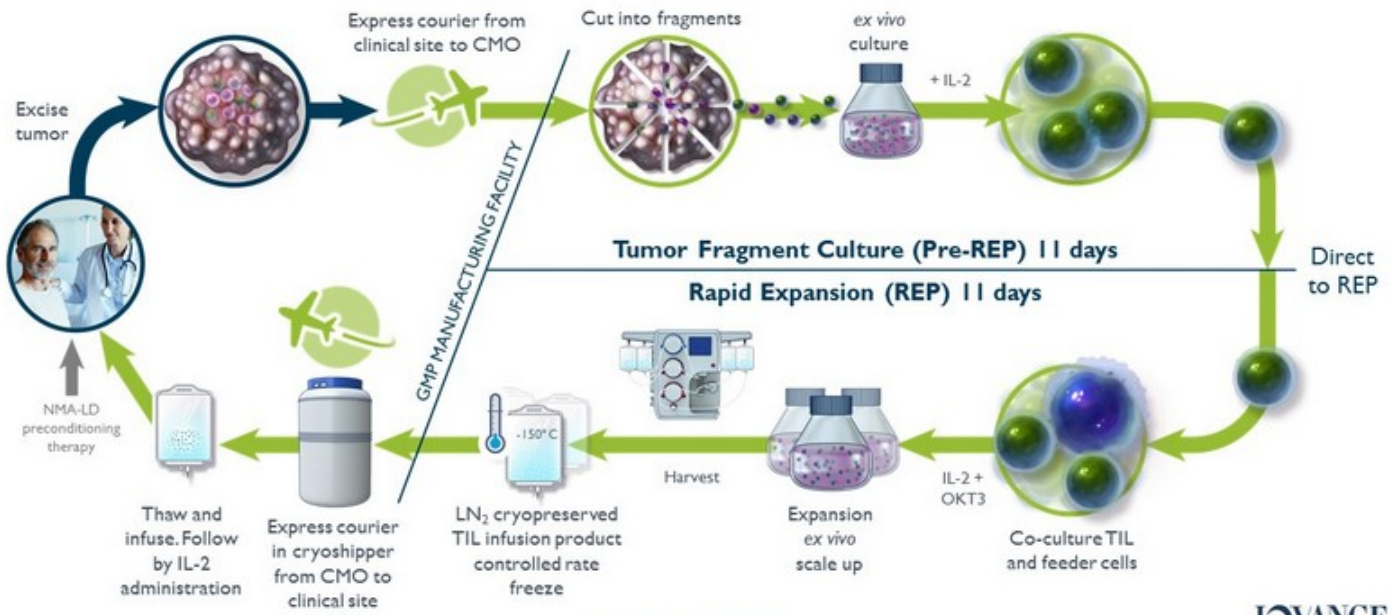 Express courier from
clinical site to CMO
Cut into fragments
ex vivo
culture
+ IL-2
Excise
tumor
GMP MANUFACTURING FACILITY
Tumor Fragment Culture (Pre-REP) 11 days
Rapid Expansion (REP) 11 days
Direct
to REP
NMA-LD
preconditioning
therapy
Thaw and
infuse. Follow
by IL-2
administration
Express courier
in cryoshipper
from CMO to
clinical site
-150° C
LN₂ cryopreserved
TIL infusion product
controlled rate
freeze
Harvest
Expansion
ex vivo
scale up
IL-2 +
OKT3
Co-culture TIL
and feeder cells